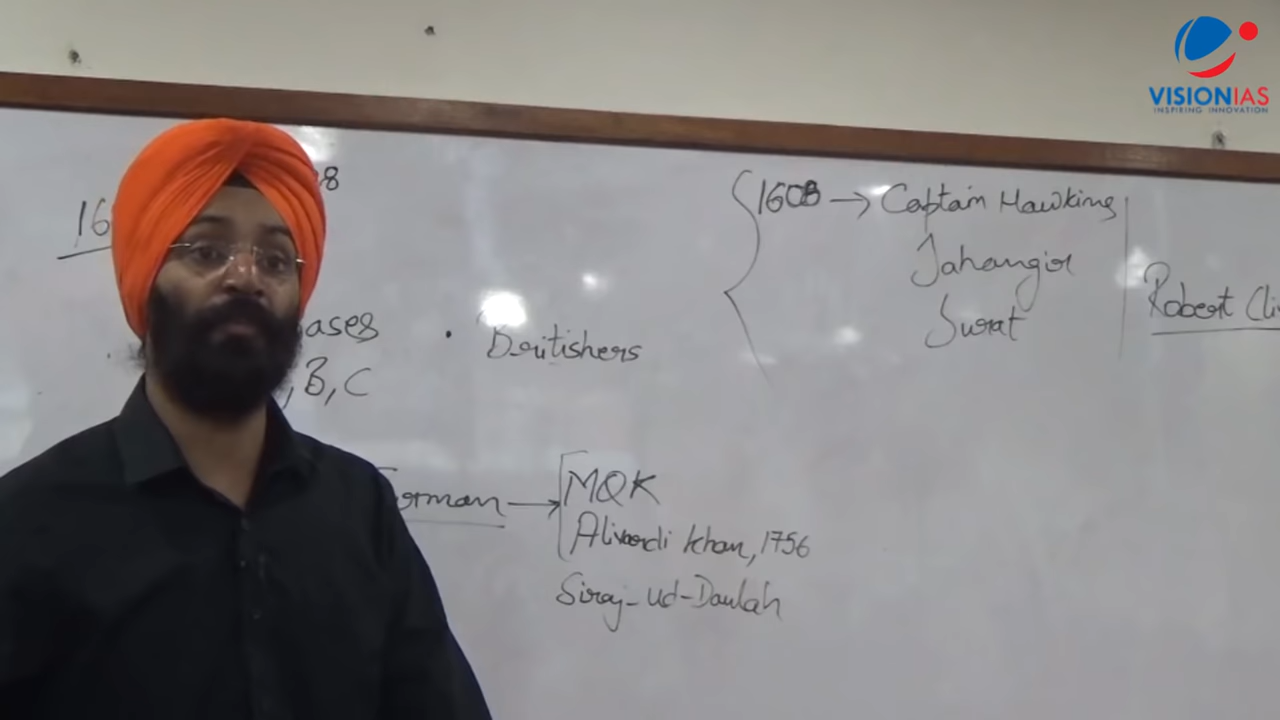 VISIONIAS
INSPIRING INNOVATION
16
8
ases
, B, C
• Britishers
1608 → Captain Hawkins
Jahangir
Surat
Robert Cli
Farman → MQK
Alivardi Khan, 1756
Siraj-ud-Daulah